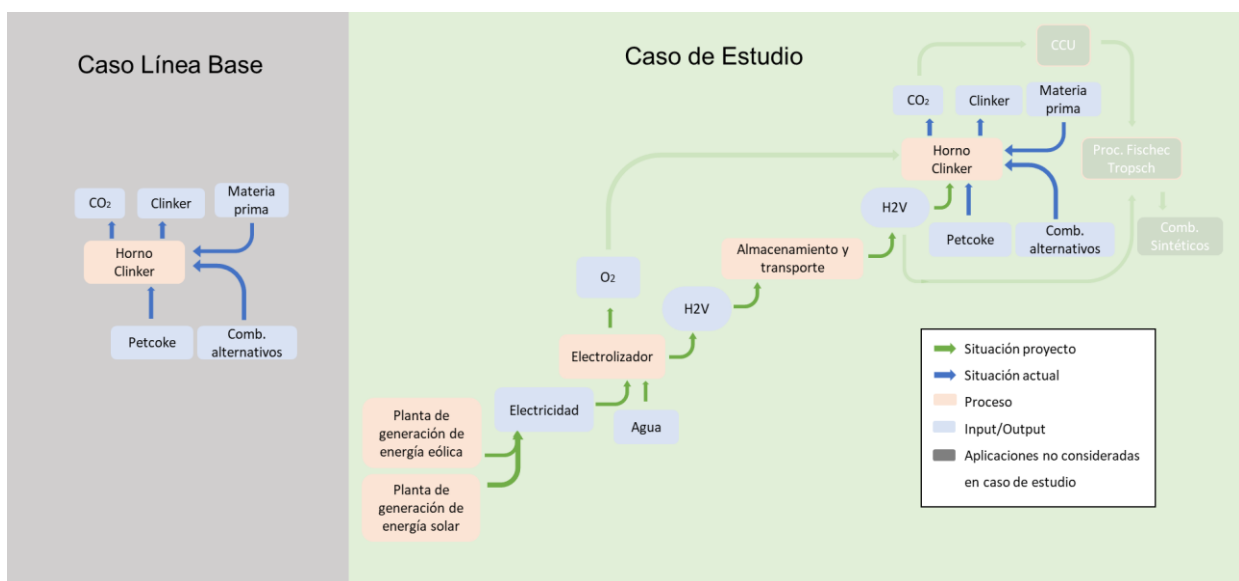 Caso Línea Base
CO₂
Clinker
Materia
prima
Horno
Clinker
Petcoke
Comb.
alternativos
Caso de Estudio
CCU
CO₂
Clinker
Materia
prima
Horno
Clinker
Proc. Fischec
Tropsch
H2V
Petcoke
Comb.
alternativos
Comb.
Sintéticos
Almacenamiento y
transporte
O₂
H2V
Electrolizador
Electricidad
Agua
Planta de
generación de
energía eólica
Planta de
generación de
energía solar
Situación proyecto
Situación actual
Proceso
Input/Output
Aplicaciones no consideradas
en caso de estudio